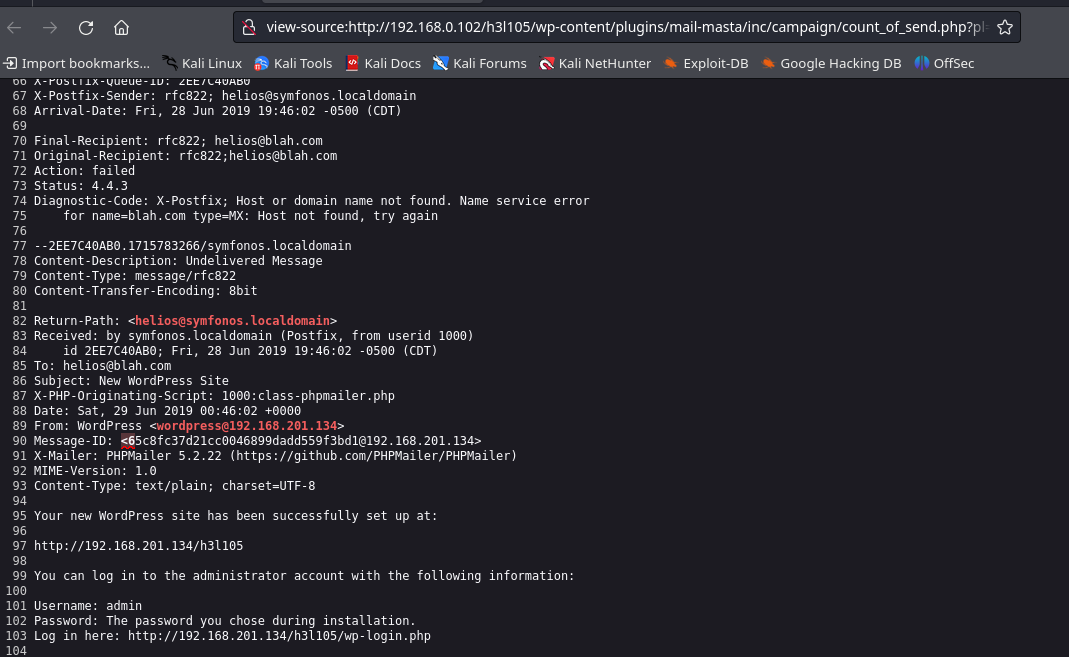 view-source:http://192.168.0.102/h3l105/wp-content/plugins/mail-masta/inc/campaign/count_of_send.php?pl=
Import bookmarks... Kali Linux Kali Tools Kali Docs Kali Forums Kali NetHunter Exploit-DB Google Hacking DB OffSec
66 X-Postfix-Queue-ID: 2EE7C40AB0
67 X-Postfix-Sender: rfc822; helios@symfonos.localdomain
68 Arrival-Date: Fri, 28 Jun 2019 19:46:02 -0500 (CDT)
69
70 Final-Recipient: rfc822; helios@blah.com
71 Original-Recipient: rfc822;helios@blah.com
72 Action: failed
73 Status: 4.4.3
74 Diagnostic-Code: X-Postfix; Host or domain name not found. Name service error
75     for name=blah.com type=MX: Host not found, try again
76
77 --2EE7C40AB0.1715783266/symfonos.localdomain
78 Content-Description: Undelivered Message
79 Content-Type: message/rfc822
80 Content-Transfer-Encoding: 8bit
81
82 Return-Path: <helios@symfonos.localdomain>
83 Received: by symfonos.localdomain (Postfix, from userid 1000)
84     id 2EE7C40AB0; Fri, 28 Jun 2019 19:46:02 -0500 (CDT)
85 To: helios@blah.com
86 Subject: New WordPress Site
87 X-PHP-Originating-Script: 1000:class-phpmailer.php
88 Date: Sat, 29 Jun 2019 00:46:02 +0000
89 From: WordPress <wordpress@192.168.201.134>
90 Message-ID: <65c8fc37d21cc0046899dadd559f3bd1@192.168.201.134>
91 X-Mailer: PHPMailer 5.2.22 (https://github.com/PHPMailer/PHPMailer)
92 MIME-Version: 1.0
93 Content-Type: text/plain; charset=UTF-8
94
95 Your new WordPress site has been successfully set up at:
96
97 http://192.168.201.134/h3l105
98
99 You can log in to the administrator account with the following information:
100
101 Username: admin
102 Password: The password you chose during installation.
103 Log in here: http://192.168.201.134/h3l105/wp-login.php
104